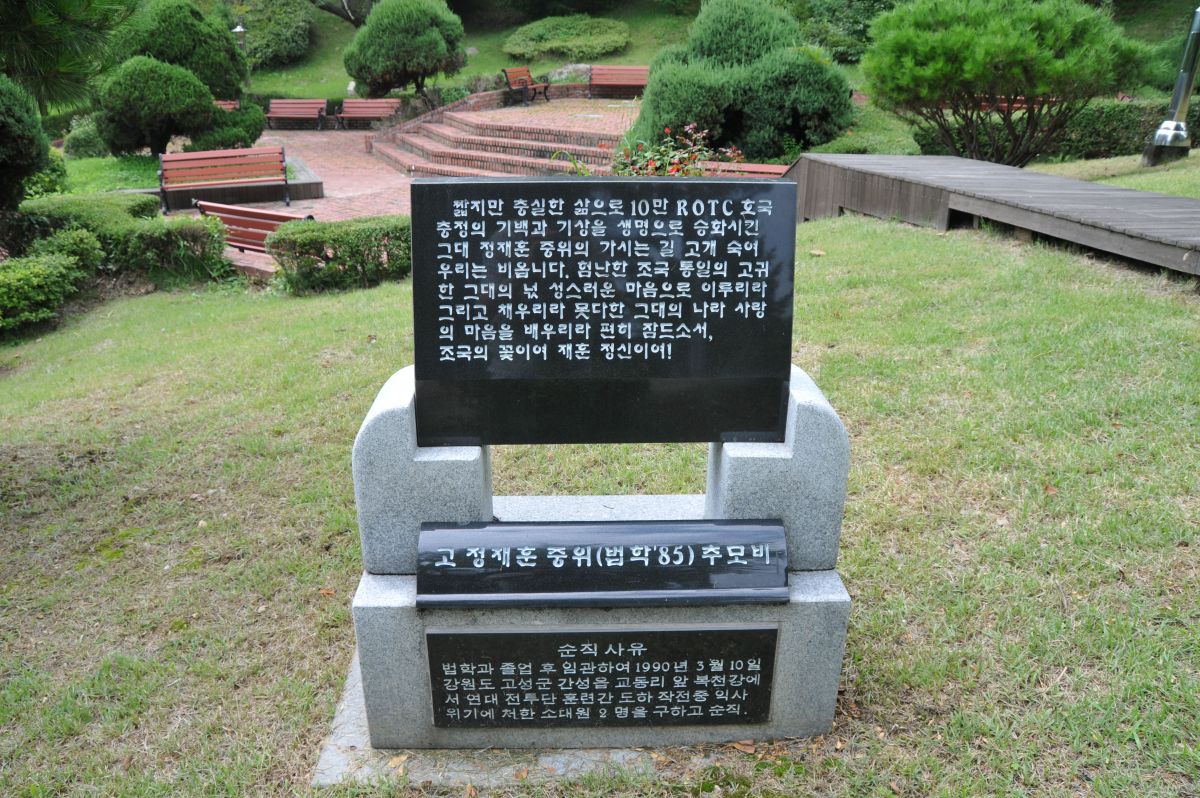 짧지만 충실한 삶으로 10만 ROTC 호국
충정의 기백과 기상을 생명으로 승화시킨
그대 정재훈 중위의 가시는 길 고개 숙여
우리는 비옵니다. 험난한 조국 통일의 고귀
한 그대의 넋 성스러운 마음으로 이루리라
그리고 채우리라 못다한 그대의 나라 사랑
의 마음을 배우리라 편히 잠드소서,
조국의 꽃이여 재훈 정신이여!
고 정재훈 중위(법학'85) 추모비
순직사유
법학과 졸업 후 임관하여 1990년 3월 10일
강원도 고성군 간성읍 교동리 앞 북천강에
서 연대 전투단 훈련간 도하 작전중 익사
위기에 처한 소대원 2명을 구하고 순직.